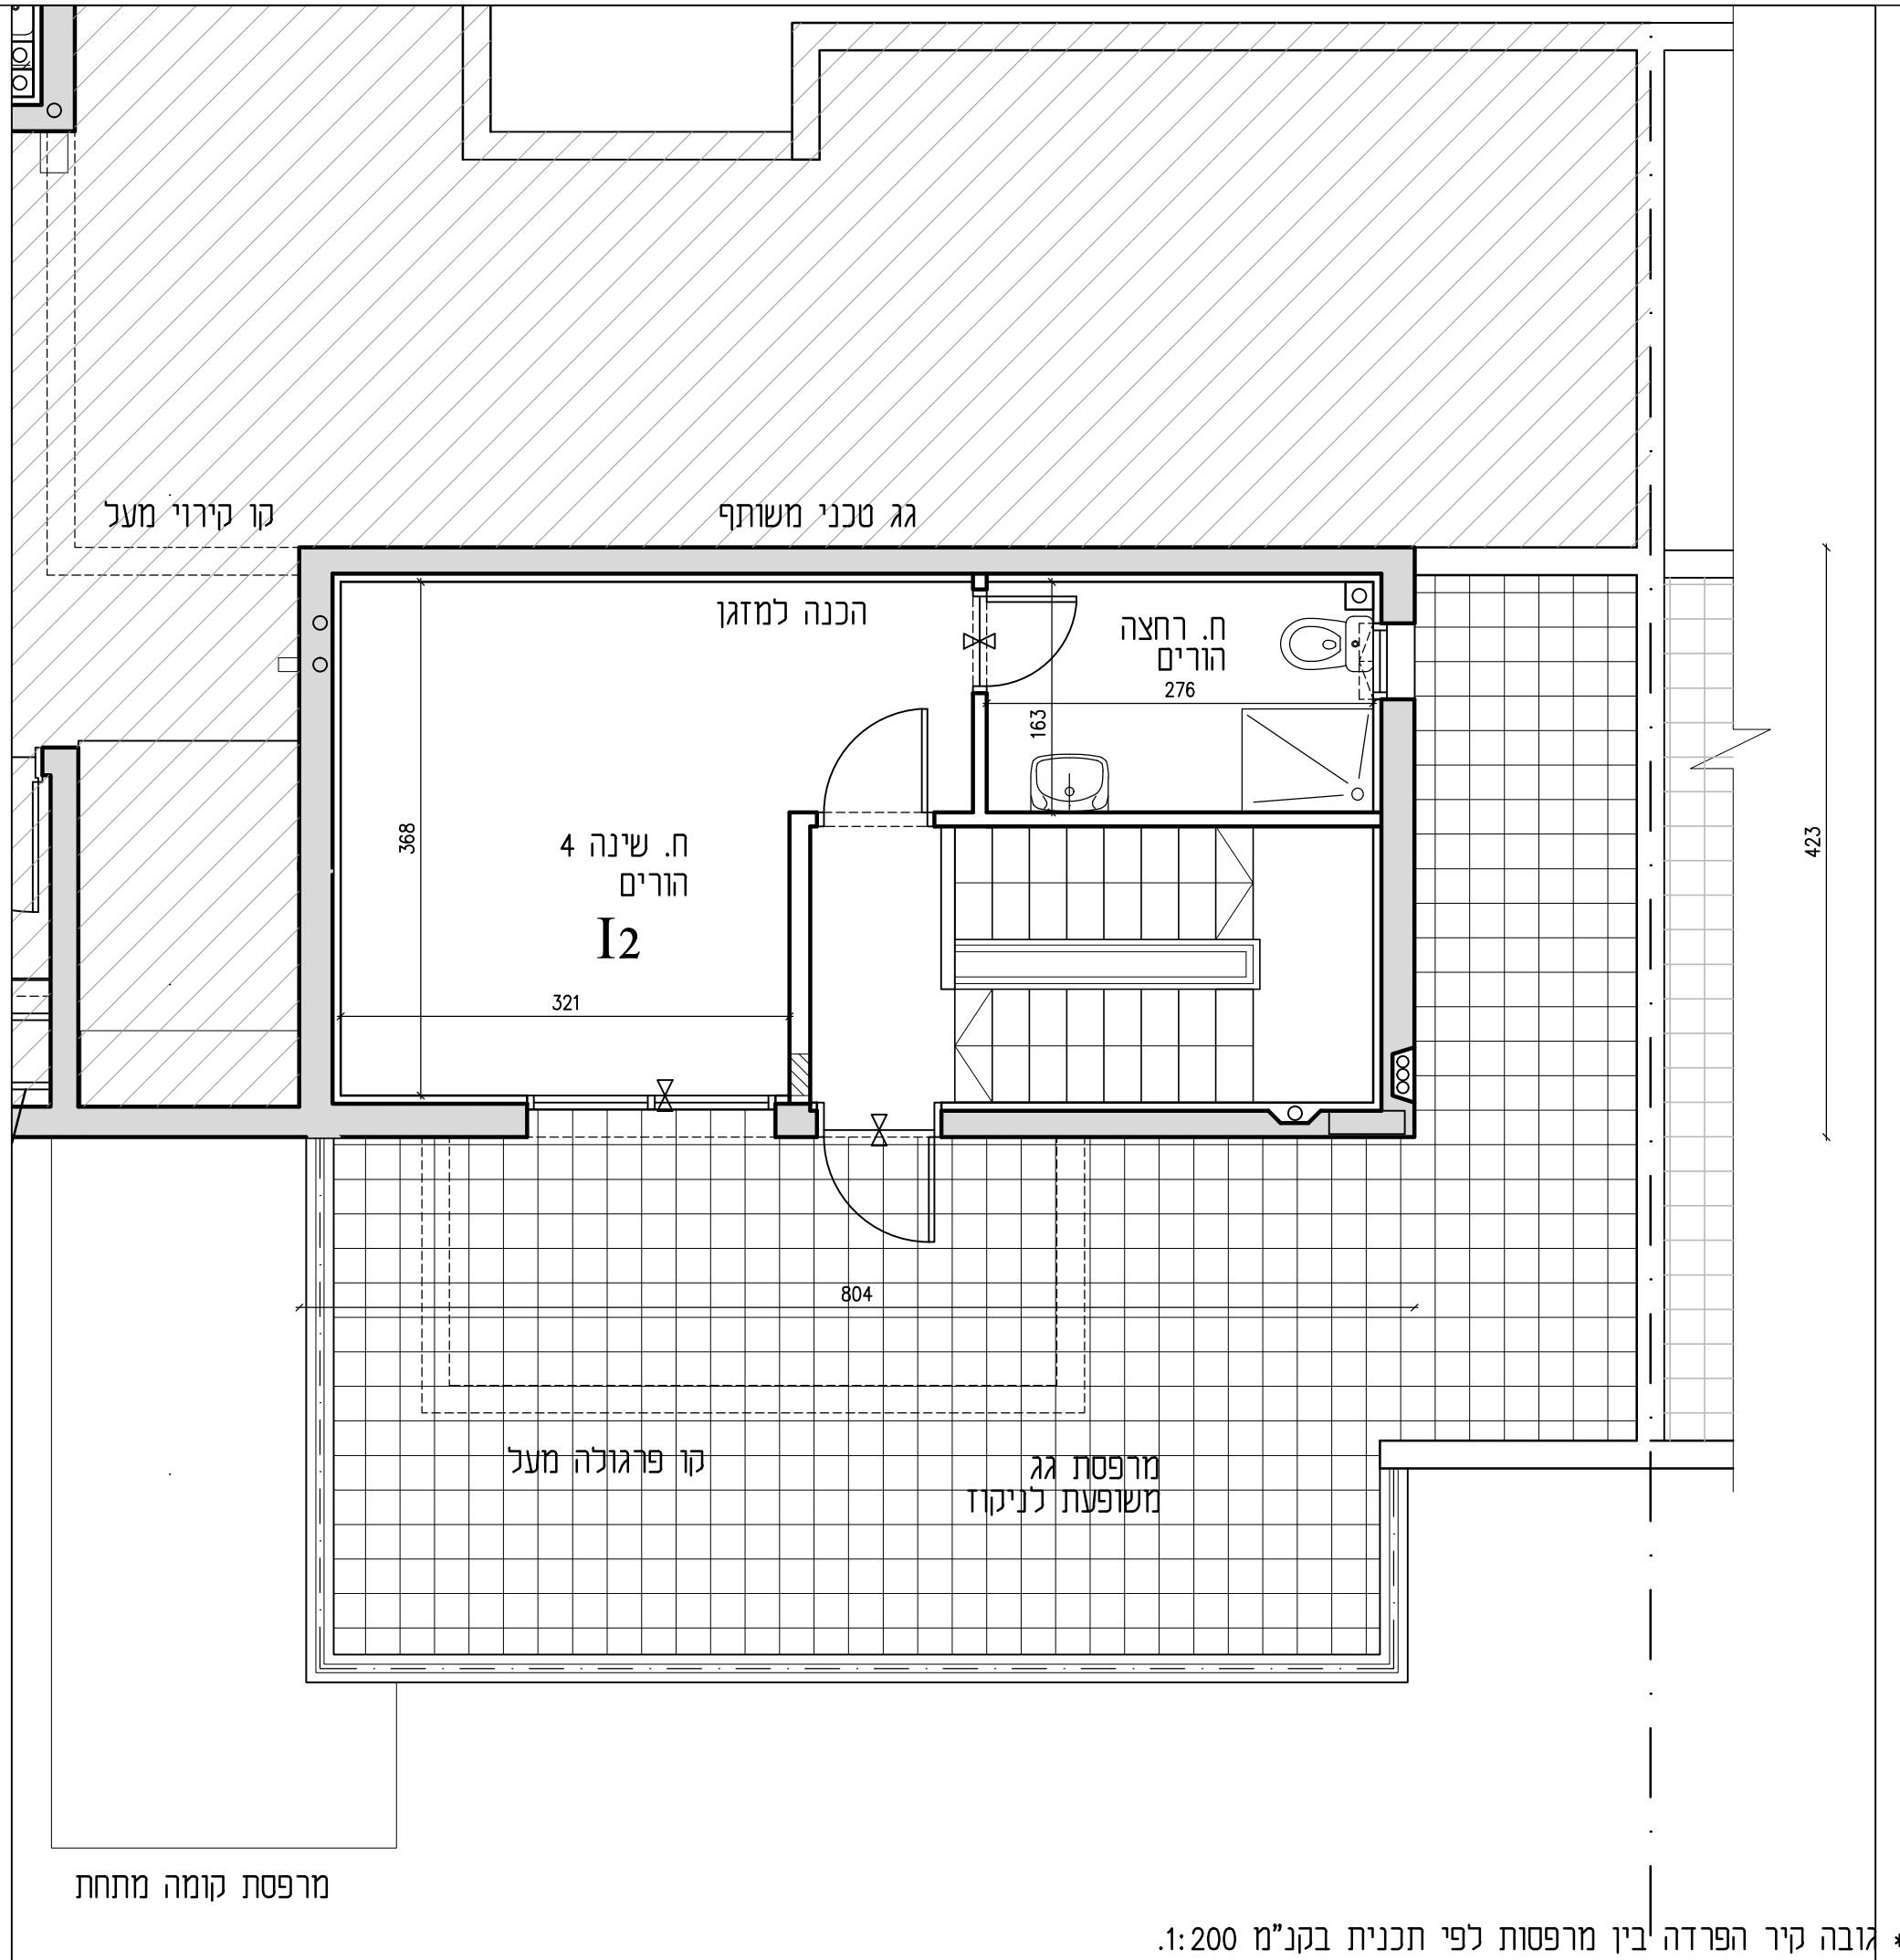 קו קירוי מעל
גג טכני משותף
הכנה למזגן
ח. רחצה
הורים
276
163
368
ח. שינה 4
הורים
I2
321
423
804
קו פרגולה מעל
מרפסת גג
משופעת לניקוז
מרפסת קומה מתחת
* גובה קיר הפרדה בין מרפסות לפי תכנית בקנ"מ 1:200.